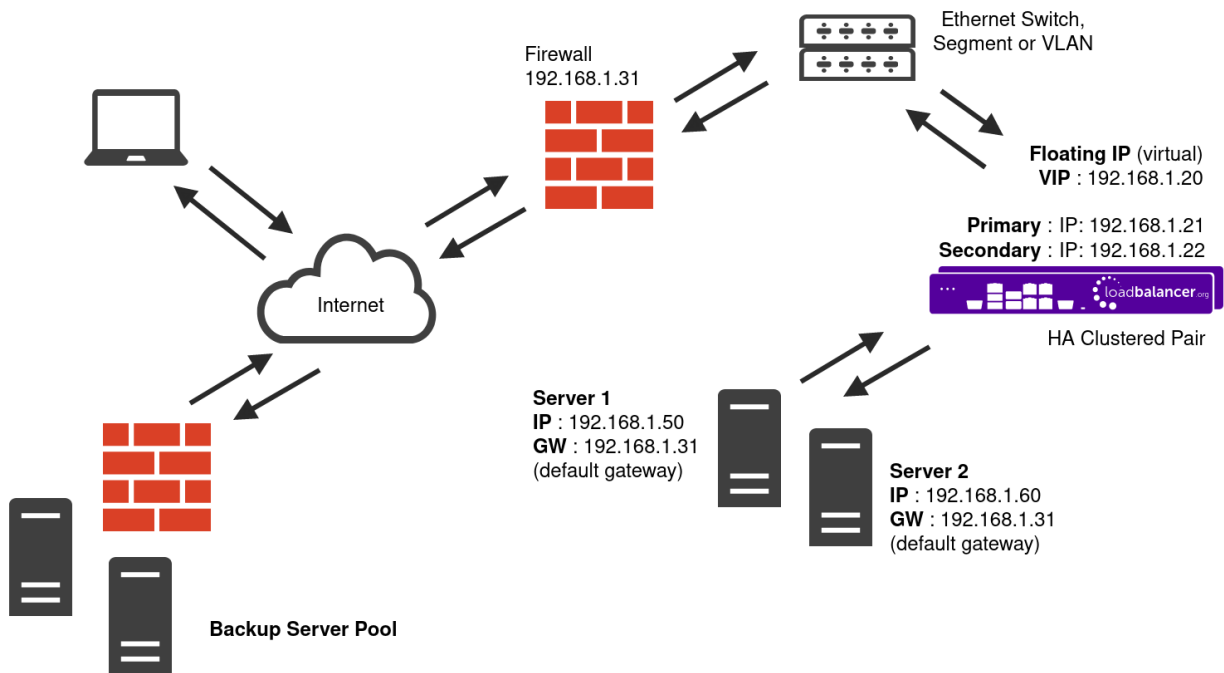 Ethernet Switch,
Segment or VLAN
Firewall
192.168.1.31
Floating IP (virtual)
VIP : 192.168.1.20
Primary : IP: 192.168.1.21
Secondary : IP: 192.168.1.22
loadbalancer.org
HA Clustered Pair
Internet
Server 1
IP : 192.168.1.50
GW : 192.168.1.31
(default gateway)
Server 2
IP : 192.168.1.60
GW : 192.168.1.31
(default gateway)
Backup Server Pool